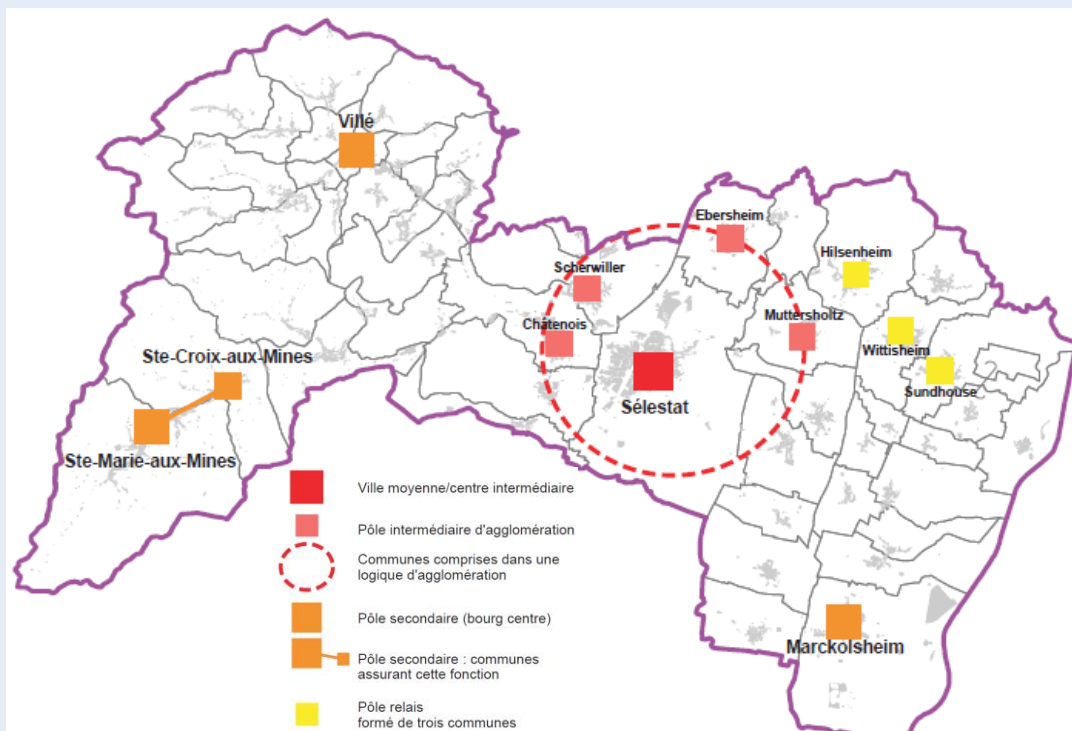 Villé
Ebersheim
Hilsenheim
Scherwiller
Châtenois
Muttersholtz
Wittisheim
Sundhouse
Ste-Croix-aux-Mines
Sélestat
Ste-Marie-aux-Mines
Marckolsheim
Ville moyenne/centre intermédiaire
Pôle intermédiaire d'agglomération
Communes comprises dans une
logique d'agglomération
Pôle secondaire (bourg centre)
Pôle secondaire : communes
assurant cette fonction
Pôle relais
formé de trois communes